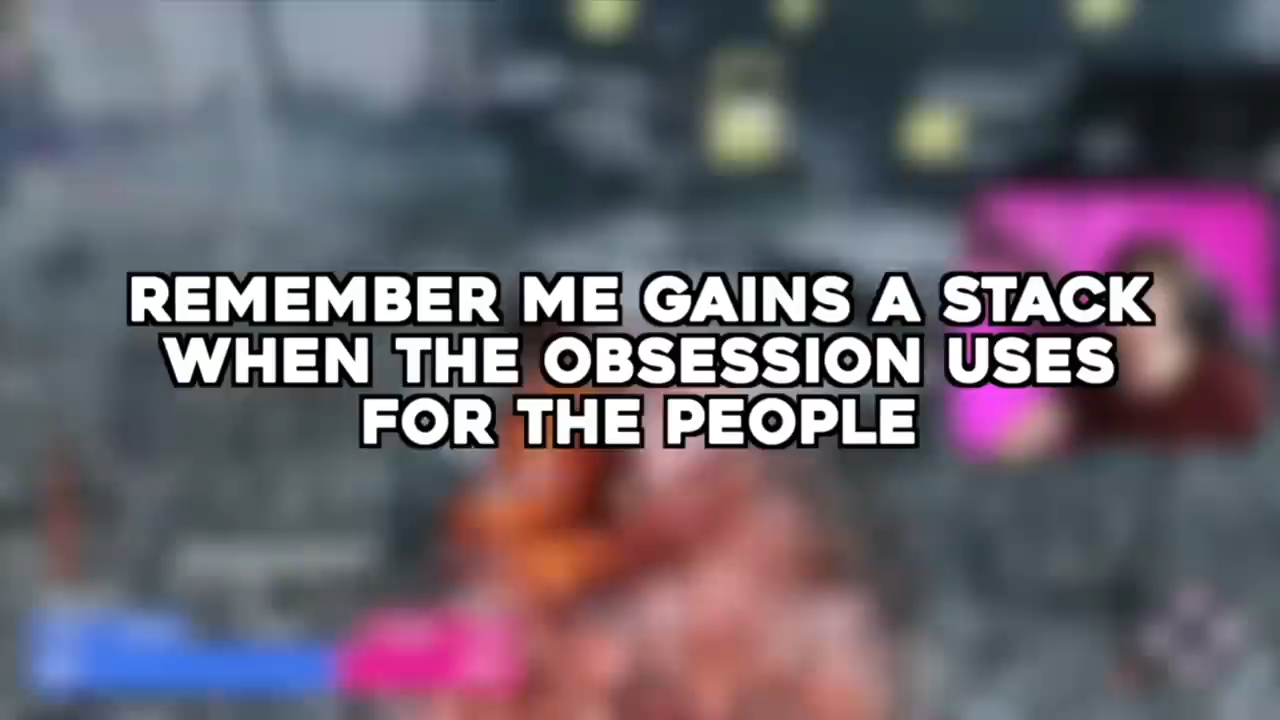 REMEMBER ME GAINS A STACK
WHEN THE OBSESSION USES
FOR THE PEOPLE